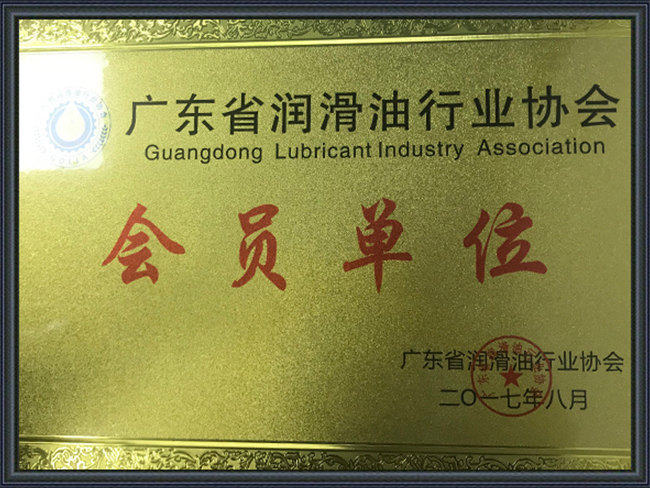 广东省润滑油行业协会
Guangdong Lubricant Industry Association
会员单位
广东省润滑油行业协会
二〇一七年八月